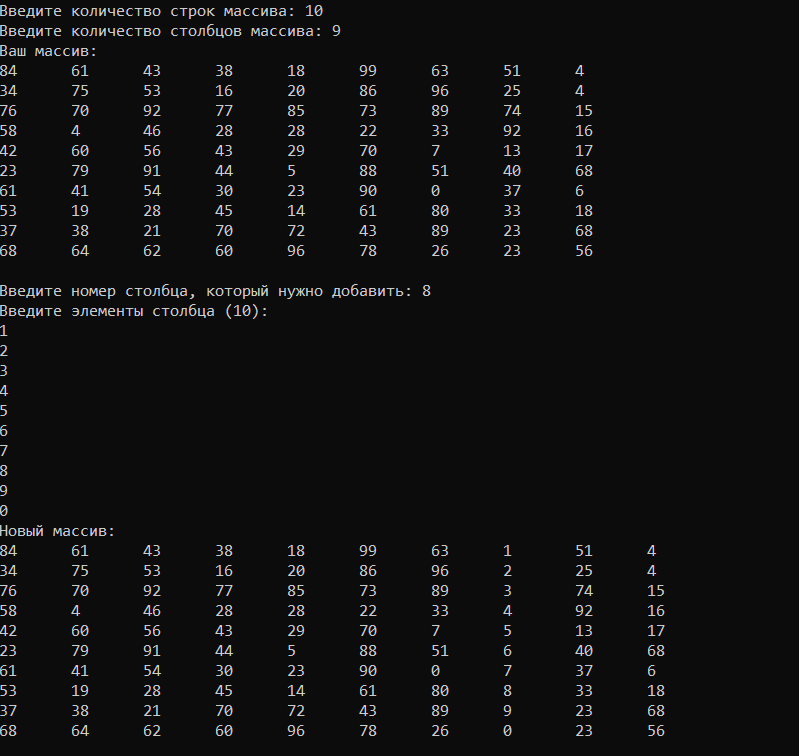 Введите количество строк массива: 10
Введите количество столбцов массива: 9
Ваш массив:
84 61 43 38 18 99 63 51 4
34 75 53 16 20 86 96 25 4
76 70 92 77 85 73 89 74 15
58 4 46 28 28 22 33 92 16
42 60 56 43 29 70 7 13 17
23 79 91 44 5 88 51 40 68
61 41 54 30 23 90 0 37 6
53 19 28 45 14 61 80 33 18
37 38 21 70 72 43 89 23 68
68 64 62 60 96 78 26 23 56
Введите номер столбца, который нужно добавить: 8
Введите элементы столбца (10):
1
2
3
4
5
6
7
8
9
0
Новый массив:
84 61 43 38 18 99 63 1 51 4
34 75 53 16 20 86 96 2 25 4
76 70 92 77 85 73 89 3 74 15
58 4 46 28 28 22 33 4 92 16
42 60 56 43 29 70 7 5 13 17
23 79 91 44 5 88 51 6 40 68
61 41 54 30 23 90 0 7 37 6
53 19 28 45 14 61 80 8 33 18
37 38 21 70 72 43 89 9 23 68
68 64 62 60 96 78 26 0 23 56